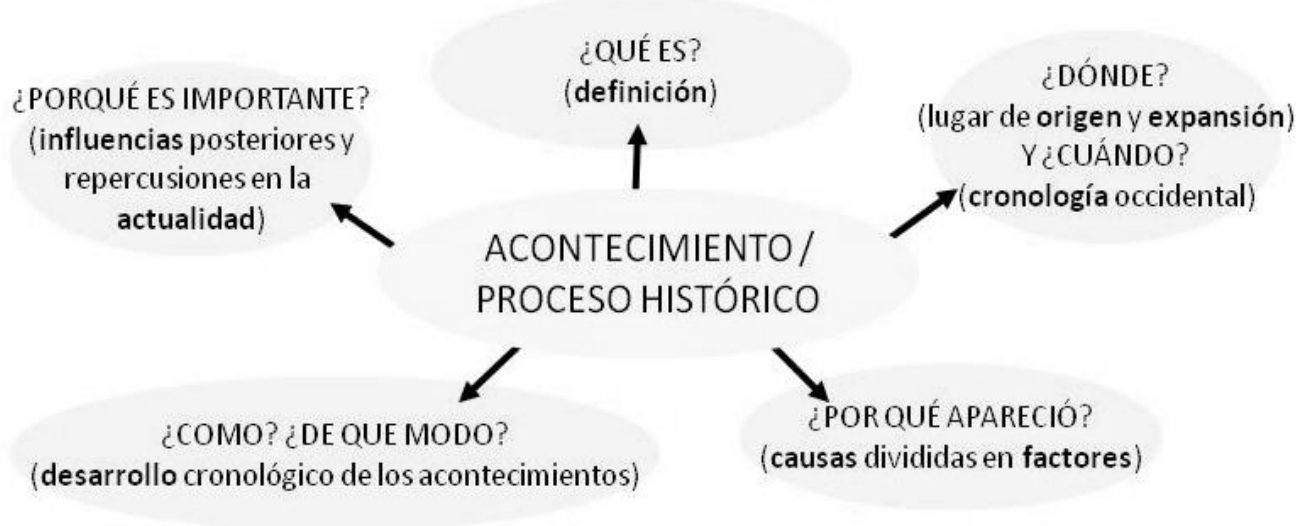 ¿QUÉ ES?
(definición)
¿DÓNDE?
(lugar de origen y expansión)
Y ¿CUÁNDO?
(cronología occidental)
¿PORQUÉ ES IMPORTANTE?
(influencias posteriores y
repercusiones en la
actualidad)
ACONTECIMIENTO /
PROCESO HISTÓRICO
¿COMO? ¿DE QUE MODO?
(desarrollo cronológico de los acontecimientos)
¿POR QUÉ APARECIÓ?
(causas divididas en factores)